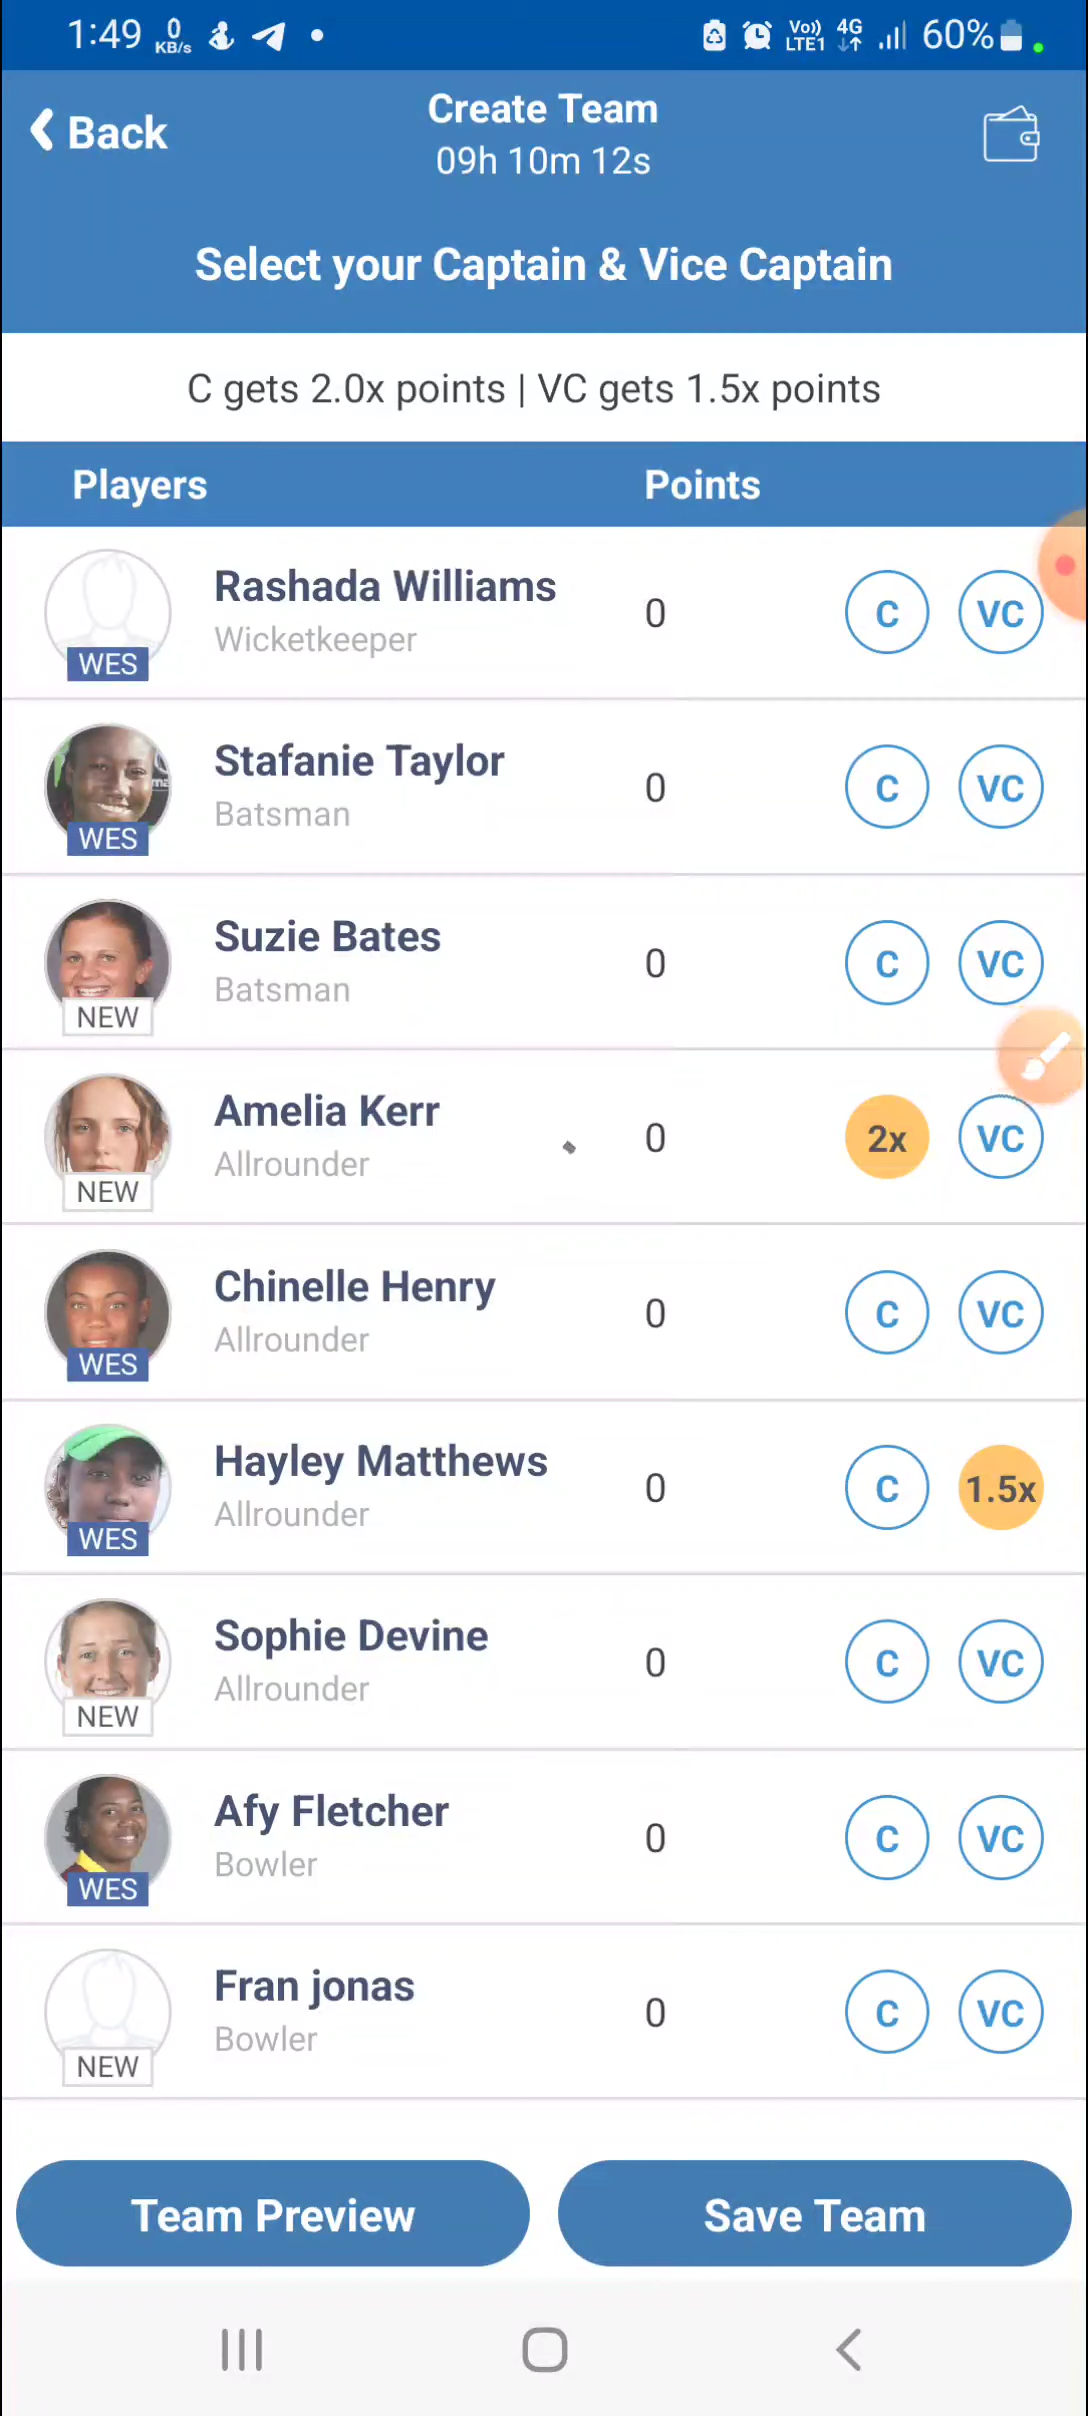 1:49 0 KB/s Vo)) LTE1 4G 60%
Back
Create Team
09h 10m 12s
Select your Captain & Vice Captain
C gets 2.0x points | VC gets 1.5x points
Players Points
Rashada Williams
Wicketkeeper
WES
0 C VC
Stafanie Taylor
Batsman
WES
0 C VC
Suzie Bates
Batsman
NEW
0 C VC
Amelia Kerr
Allrounder
NEW
0 2x VC
Chinelle Henry
Allrounder
WES
0 C VC
Hayley Matthews
Allrounder
WES
0 C 1.5x
Sophie Devine
Allrounder
NEW
0 C VC
Afy Fletcher
Bowler
WES
0 C VC
Fran jonas
Bowler
NEW
0 C VC
Team Preview Save Team